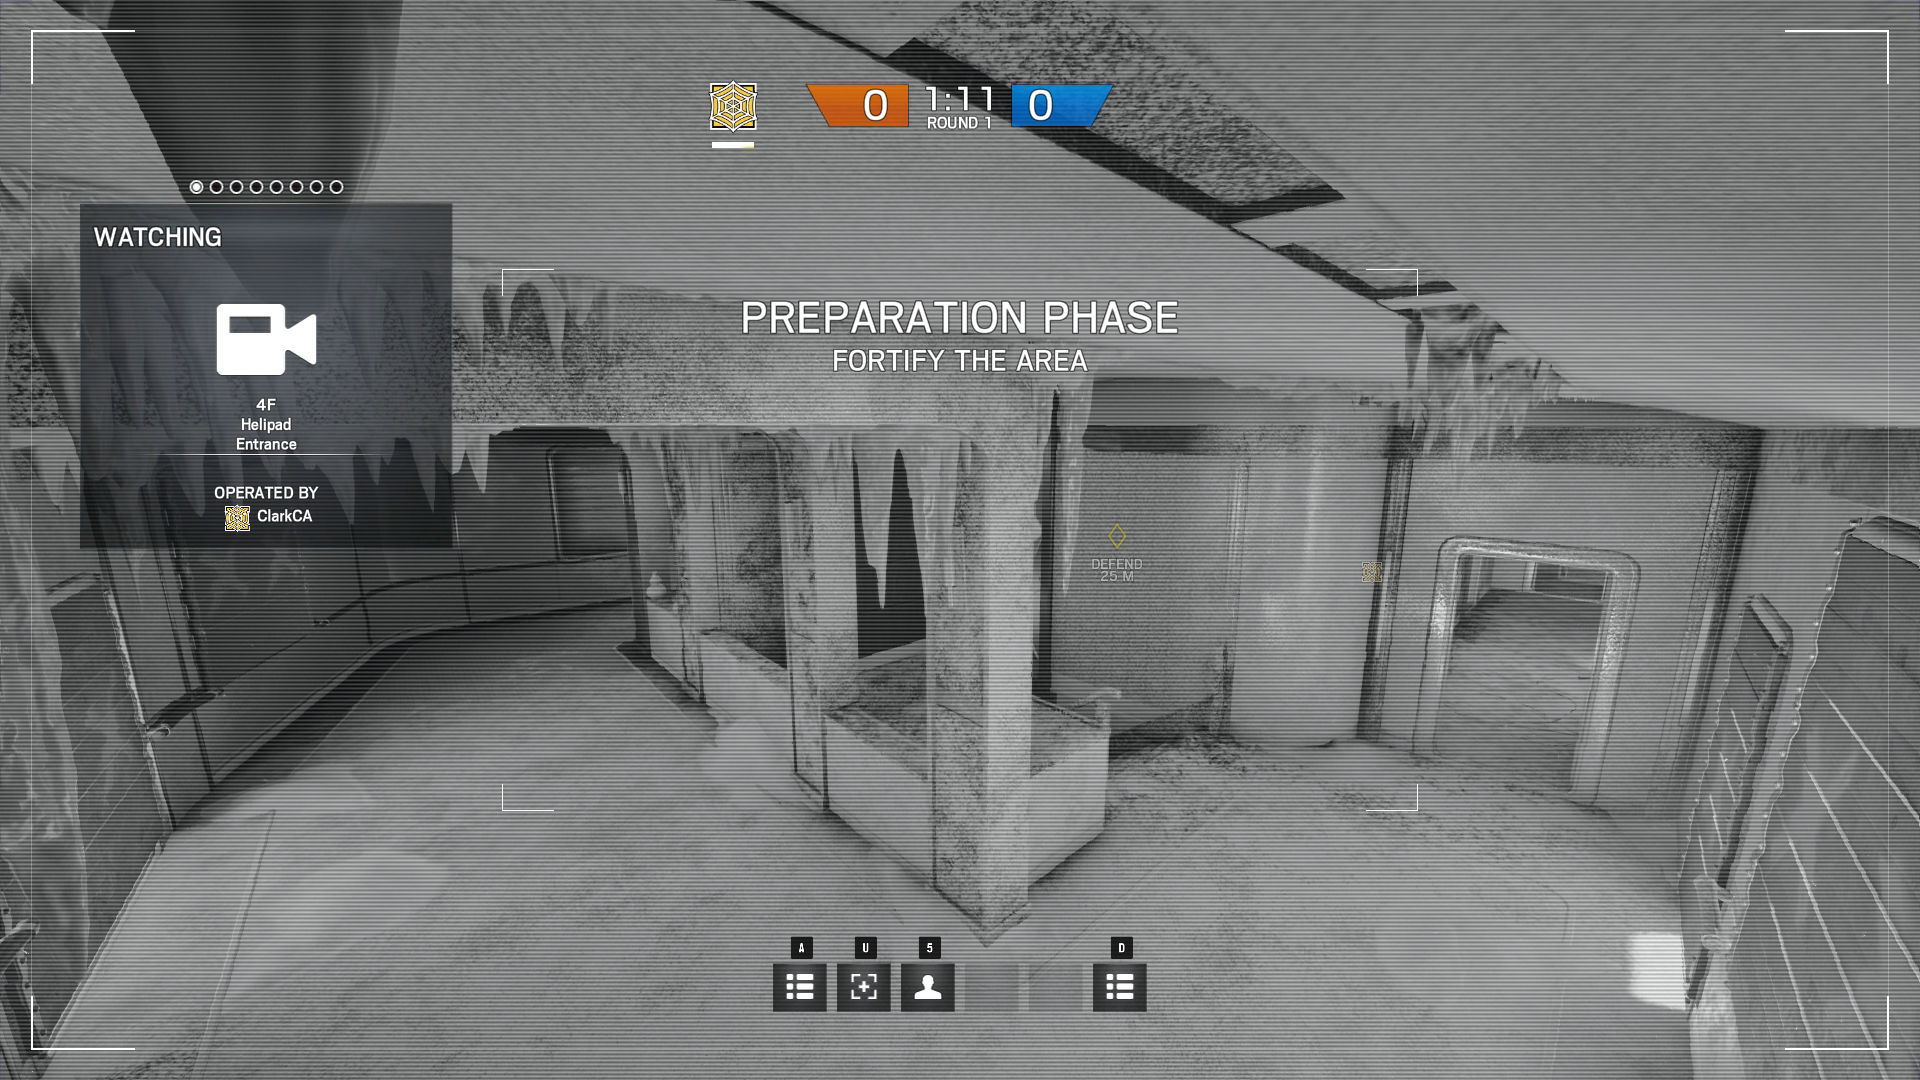 0 1:11 0
ROUND 1
WATCHING
PREPARATION PHASE
FORTIFY THE AREA
4F
Helipad
Entrance
OPERATED BY
ClarkCA
DEFEND
25 M
A U 5 D